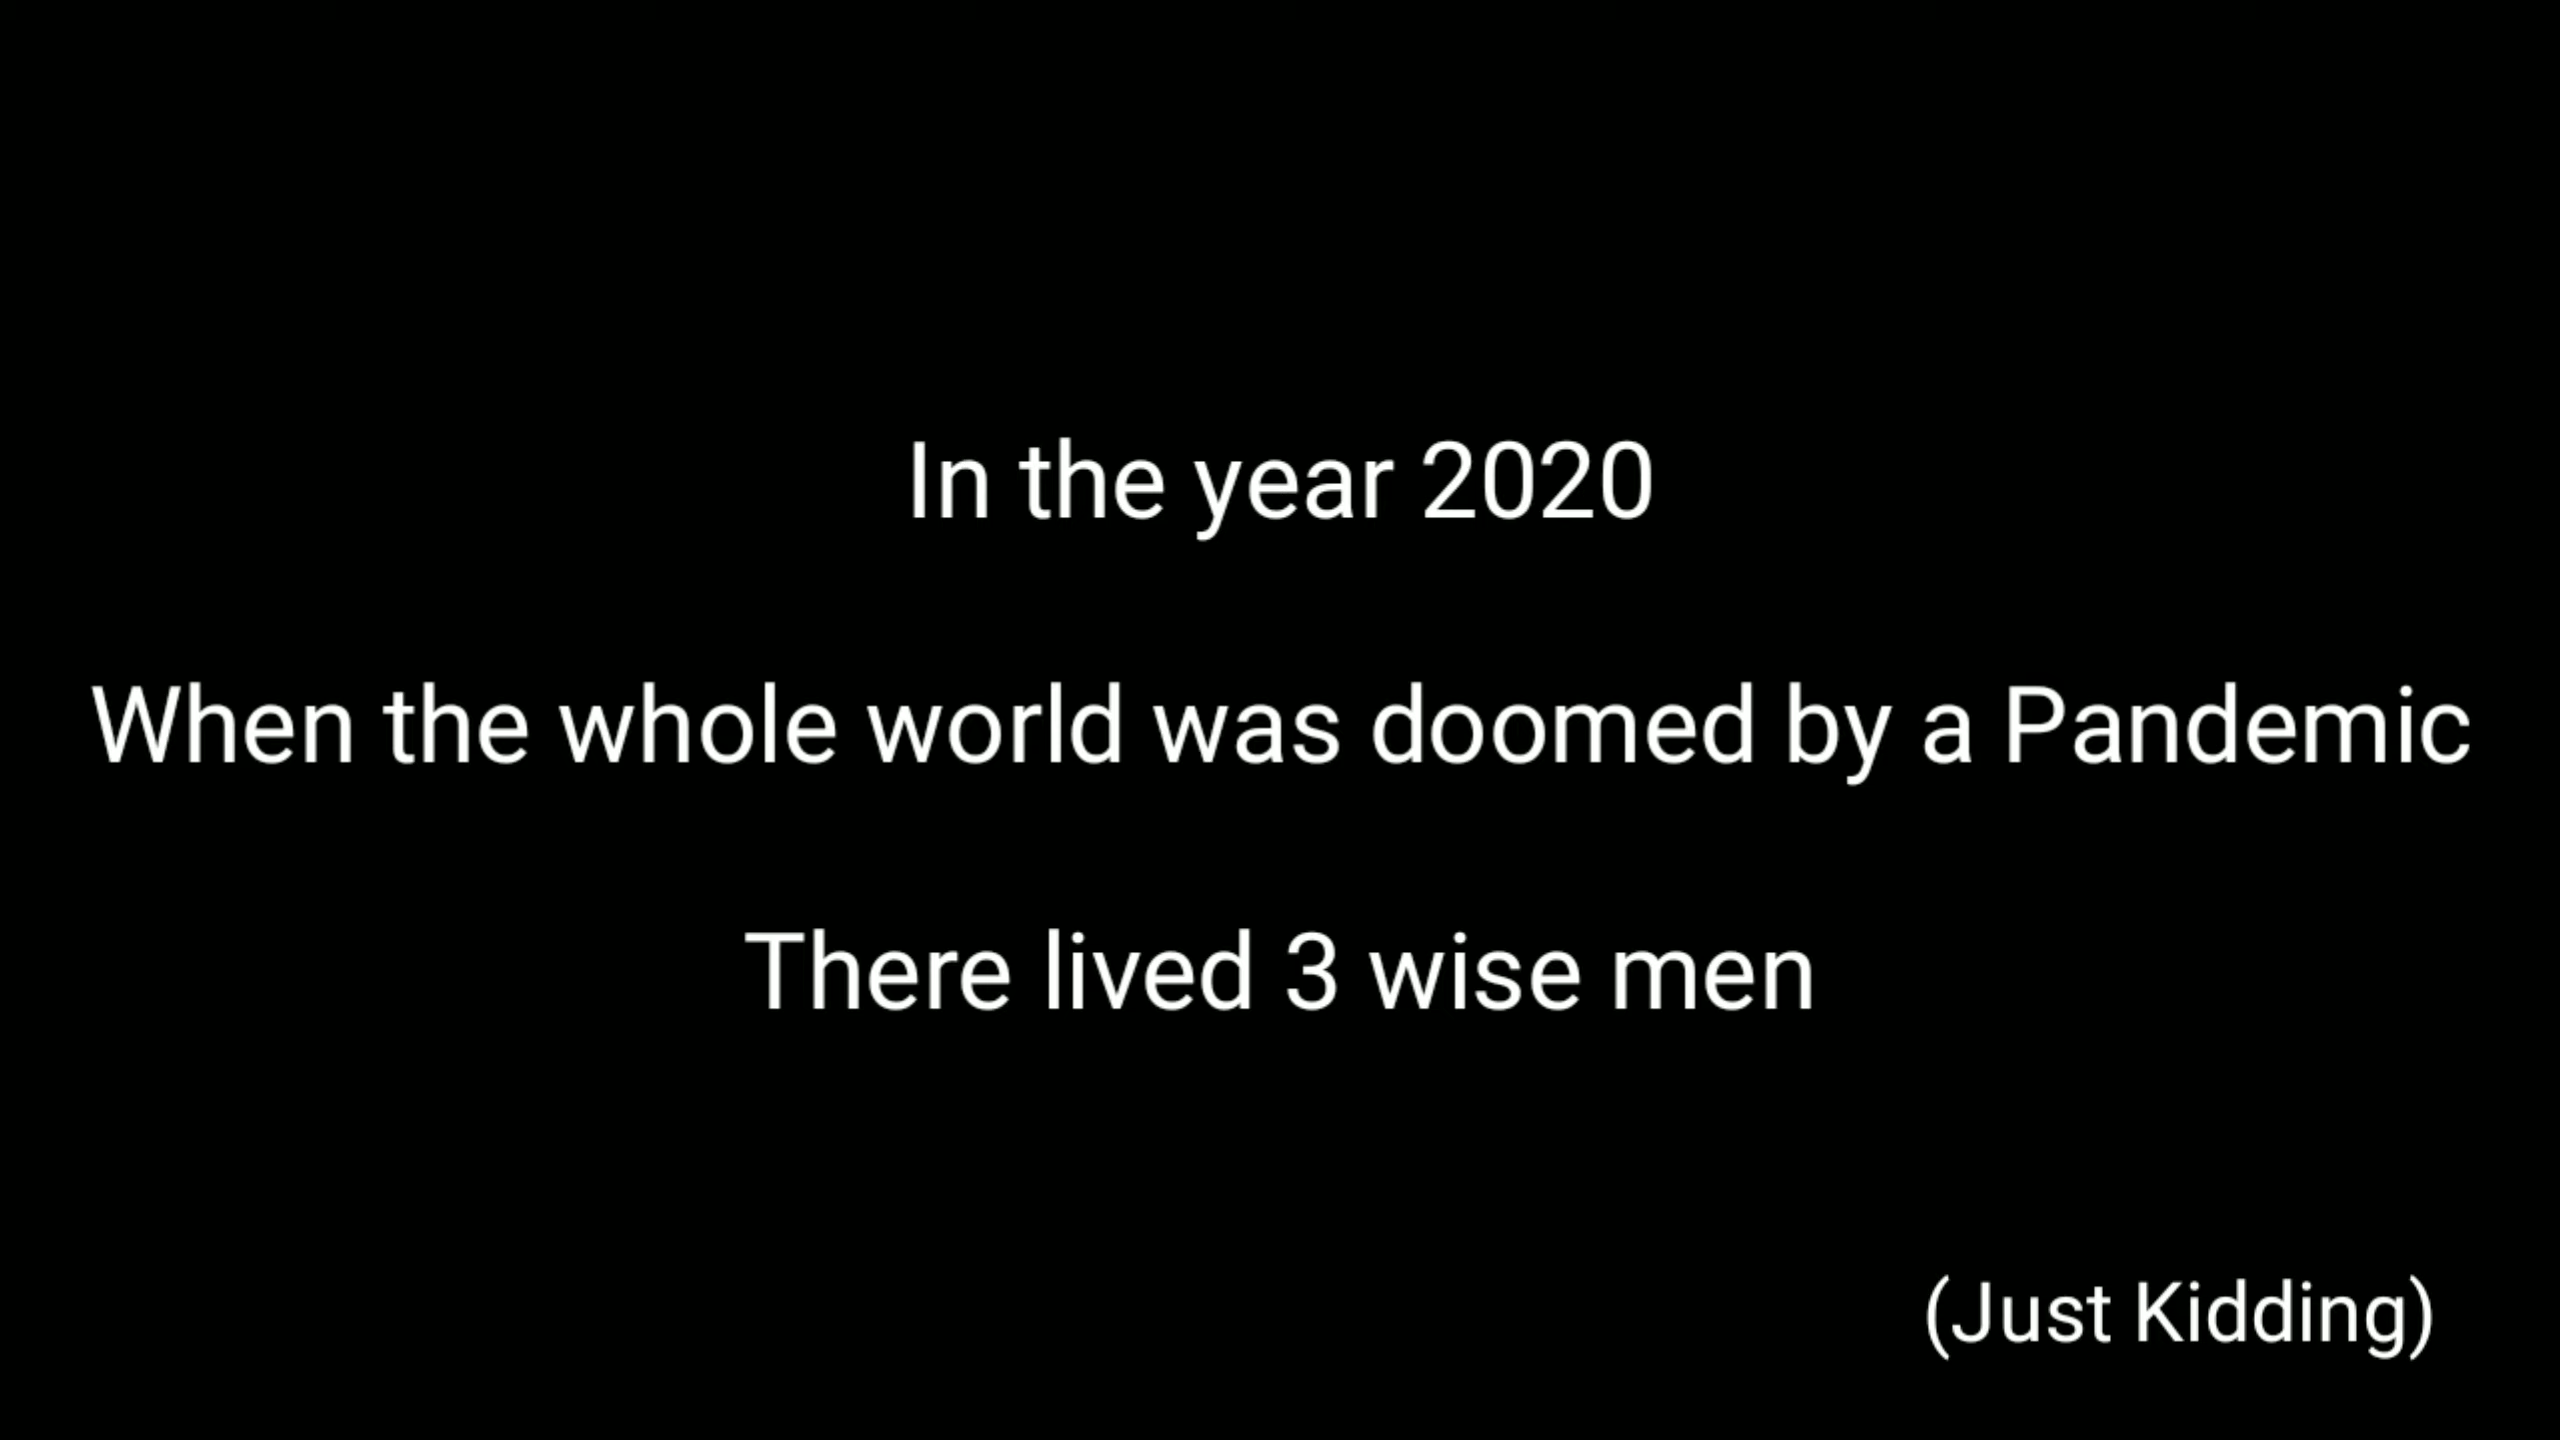 In the year 2020
When the whole world was doomed by a Pandemic
There lived 3 wise men
(Just Kidding)